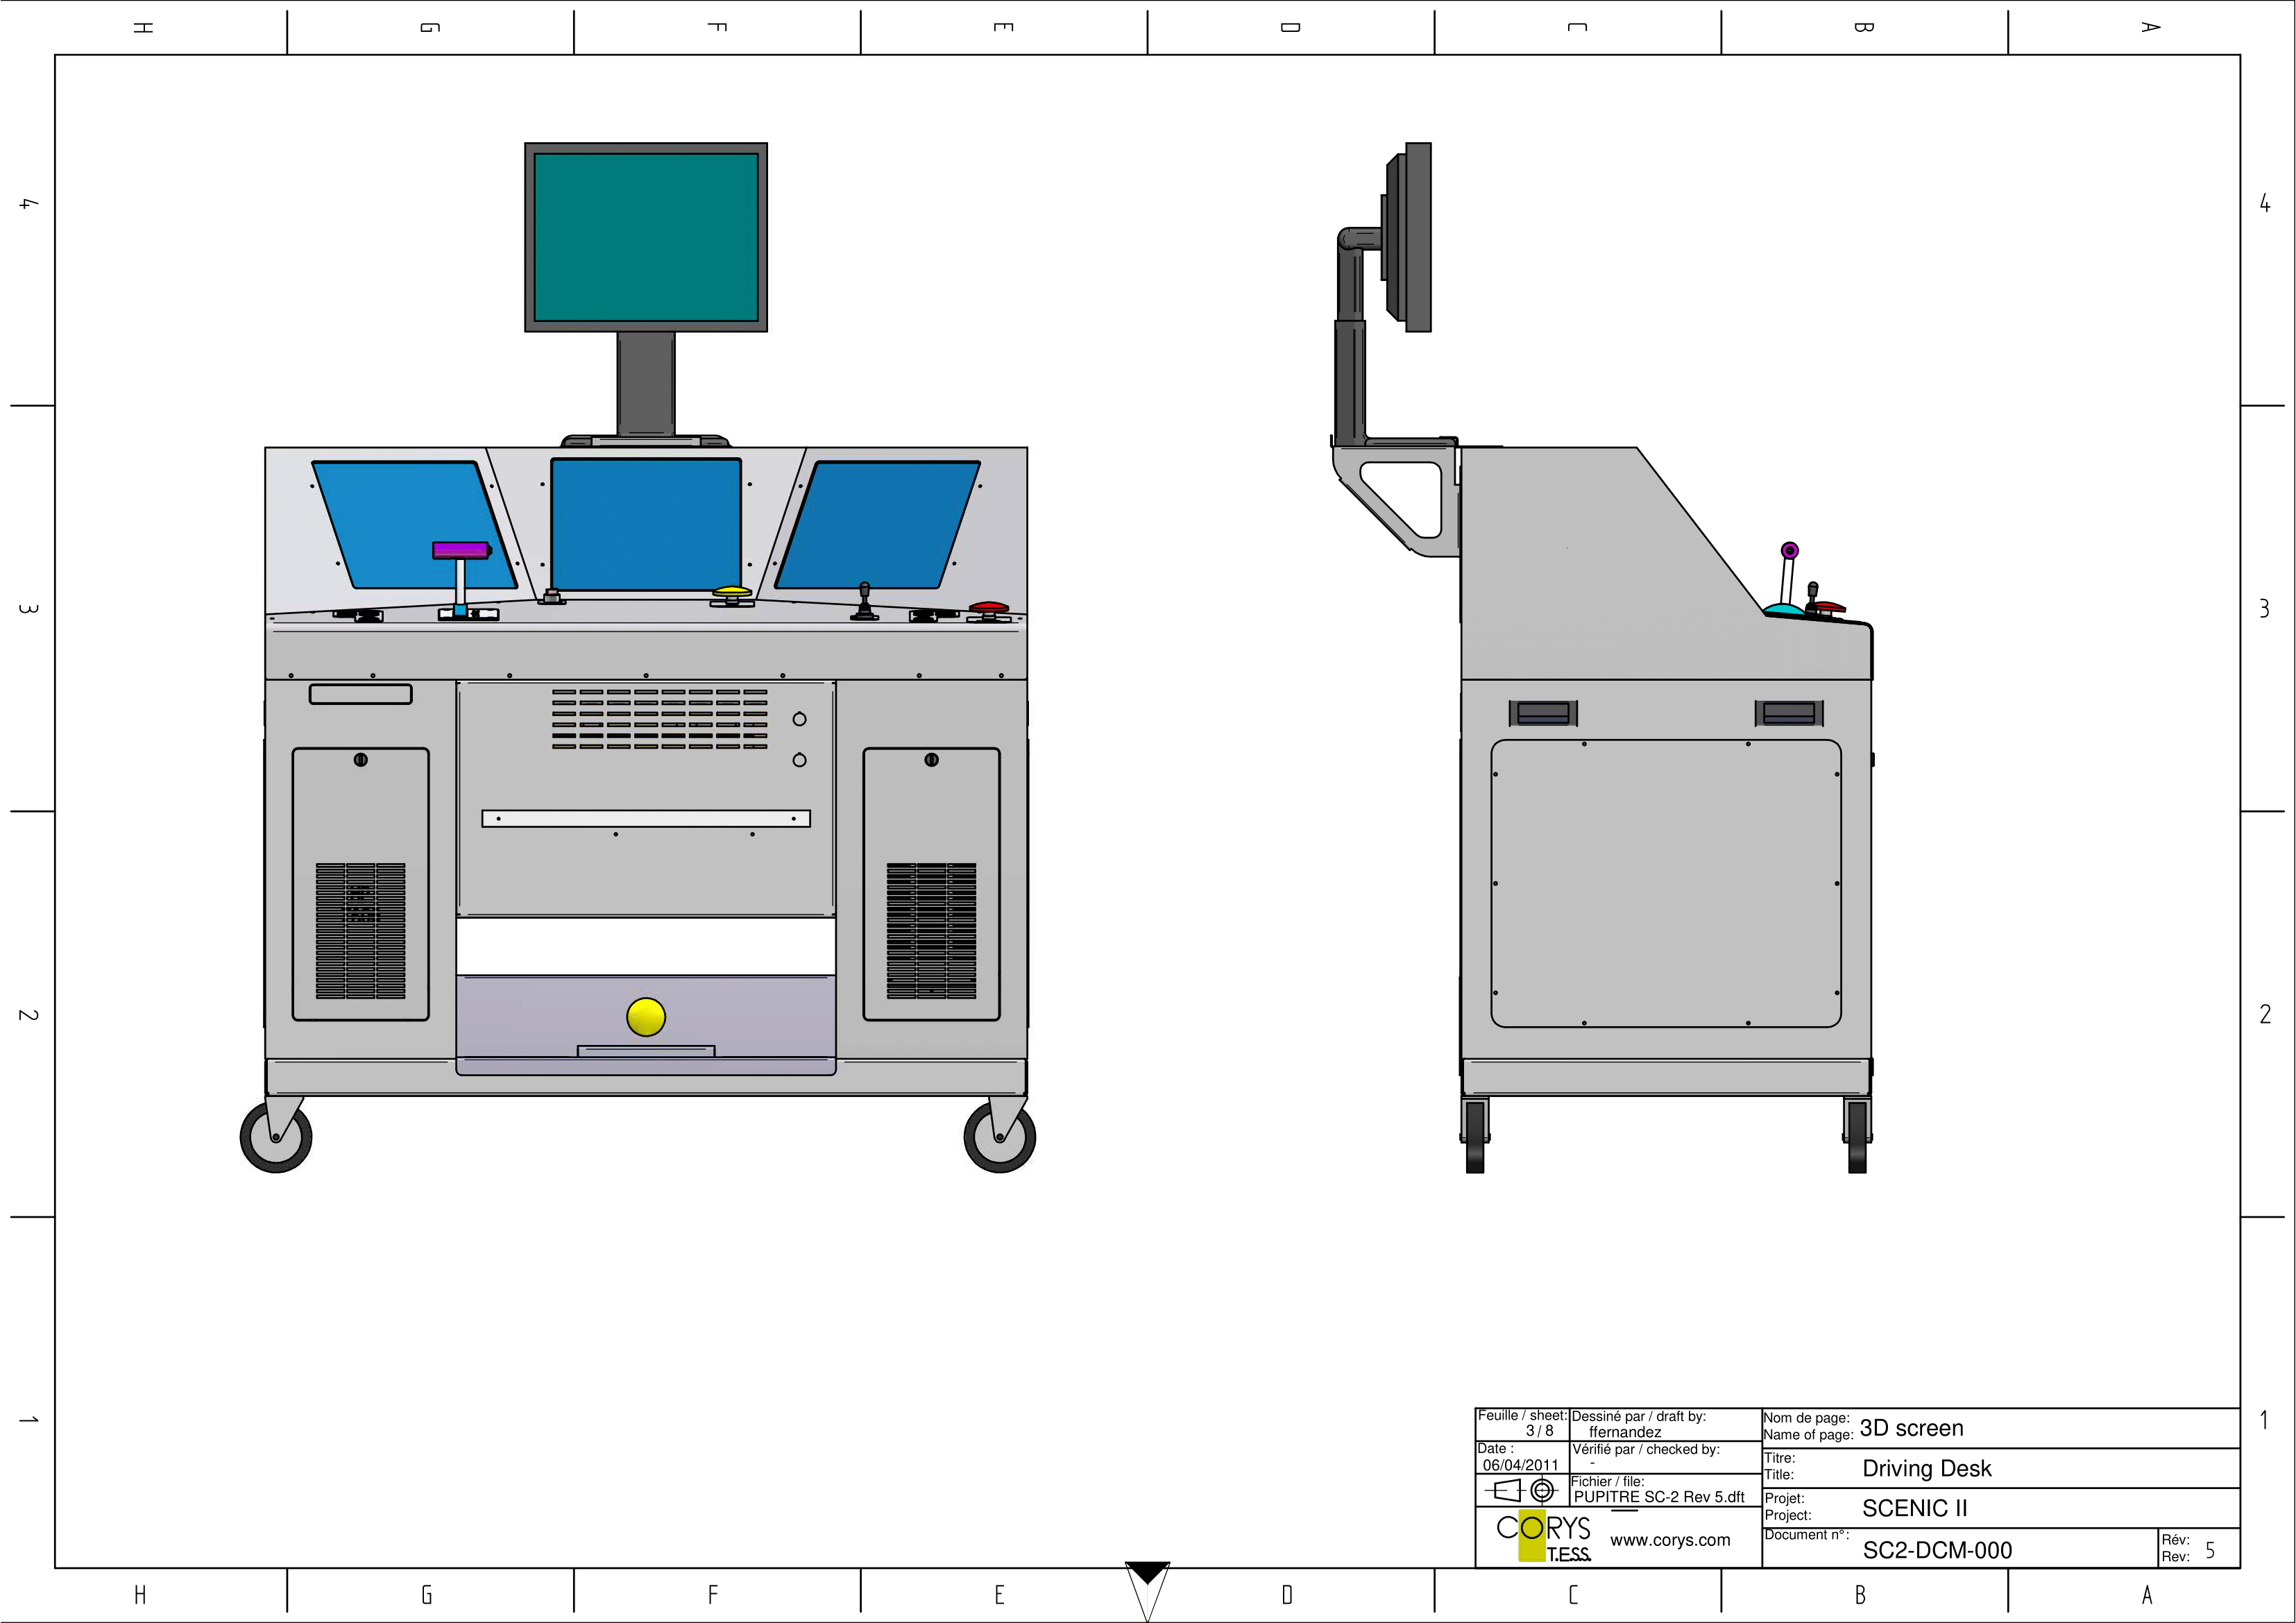 H G F E D C B A
4 4
3 3
2 2
1 1
Feuille / sheet:
3 / 8
Dessiné par / draft by:
ffernandez
Nom de page:
Name of page:
3D screen
Date :
06/04/2011
Vérifié par / checked by:
-
Titre:
Title:
Driving Desk
Fichier / file:
PUPITRE SC-2 Rev 5.dft
Projet:
Project:
SCENIC II
CORYS
T.E.S.S.
www.corys.com
Document n°:
SC2-DCM-000
Rév:
Rev:
5
H G F E D C B A